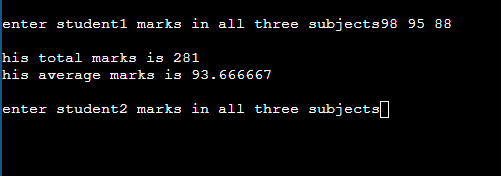 enter student1 marks in all three subjects98 95 88
his total marks is 281
his average marks is 93.666667
enter student2 marks in all three subjects